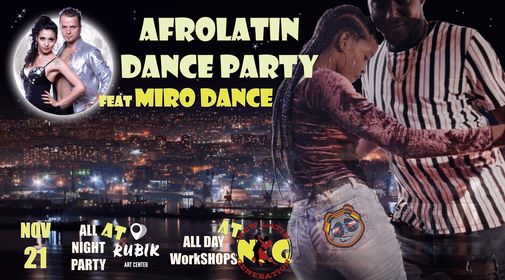 AFROLATIN
DANCE PARTY
FEAT MIRO DANCE
NOV
21
ALL
NIGHT
PARTY
AT
RUBIK
ART CENTER
ALL DAY
WorkSHOPS
AT
GENERATION